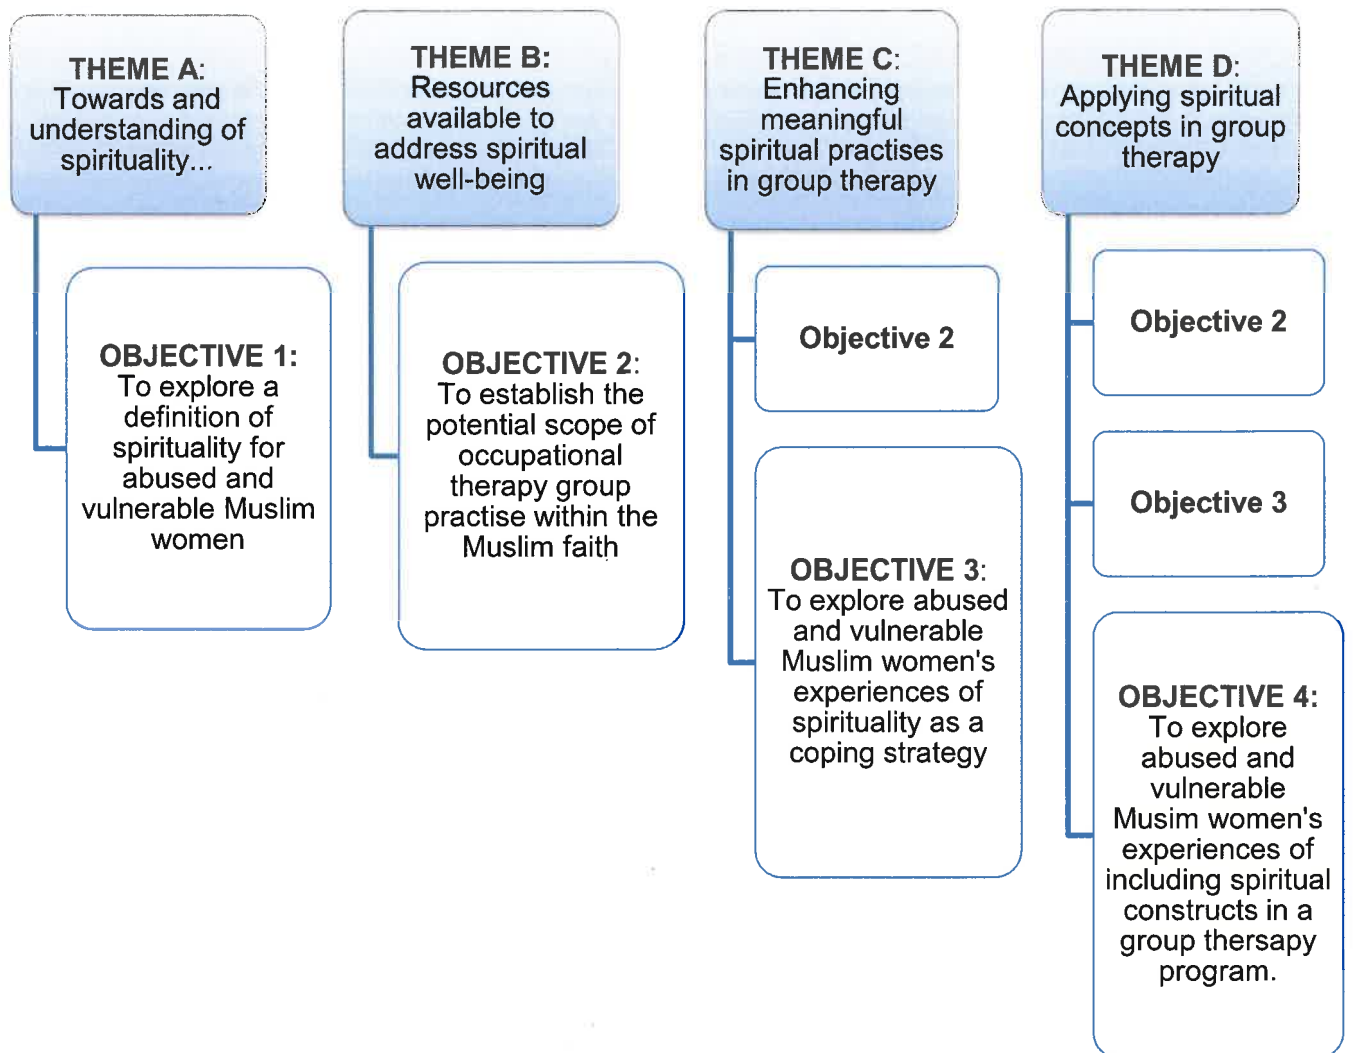 THEME A:
Towards and
understanding of
spirituality...
OBJECTIVE 1:
To explore a
definition of
spirituality for
abused and
vulnerable Muslim
women
THEME B:
Resources
available to
address spiritual
well-being
OBJECTIVE 2:
To establish the
potential scope of
occupational
therapy group
practise within the
Muslim faith
THEME C:
Enhancing
meaningful
spiritual practises
in group therapy
Objective 2
OBJECTIVE 3:
To explore abused
and vulnerable
Muslim women's
experiences of
spirituality as a
coping strategy
THEME D:
Applying spiritual
concepts in group
therapy
Objective 2
Objective 3
OBJECTIVE 4:
To explore
abused and
vulnerable
Musim women's
experiences of
including spiritual
constructs in a
group thersapy
program.